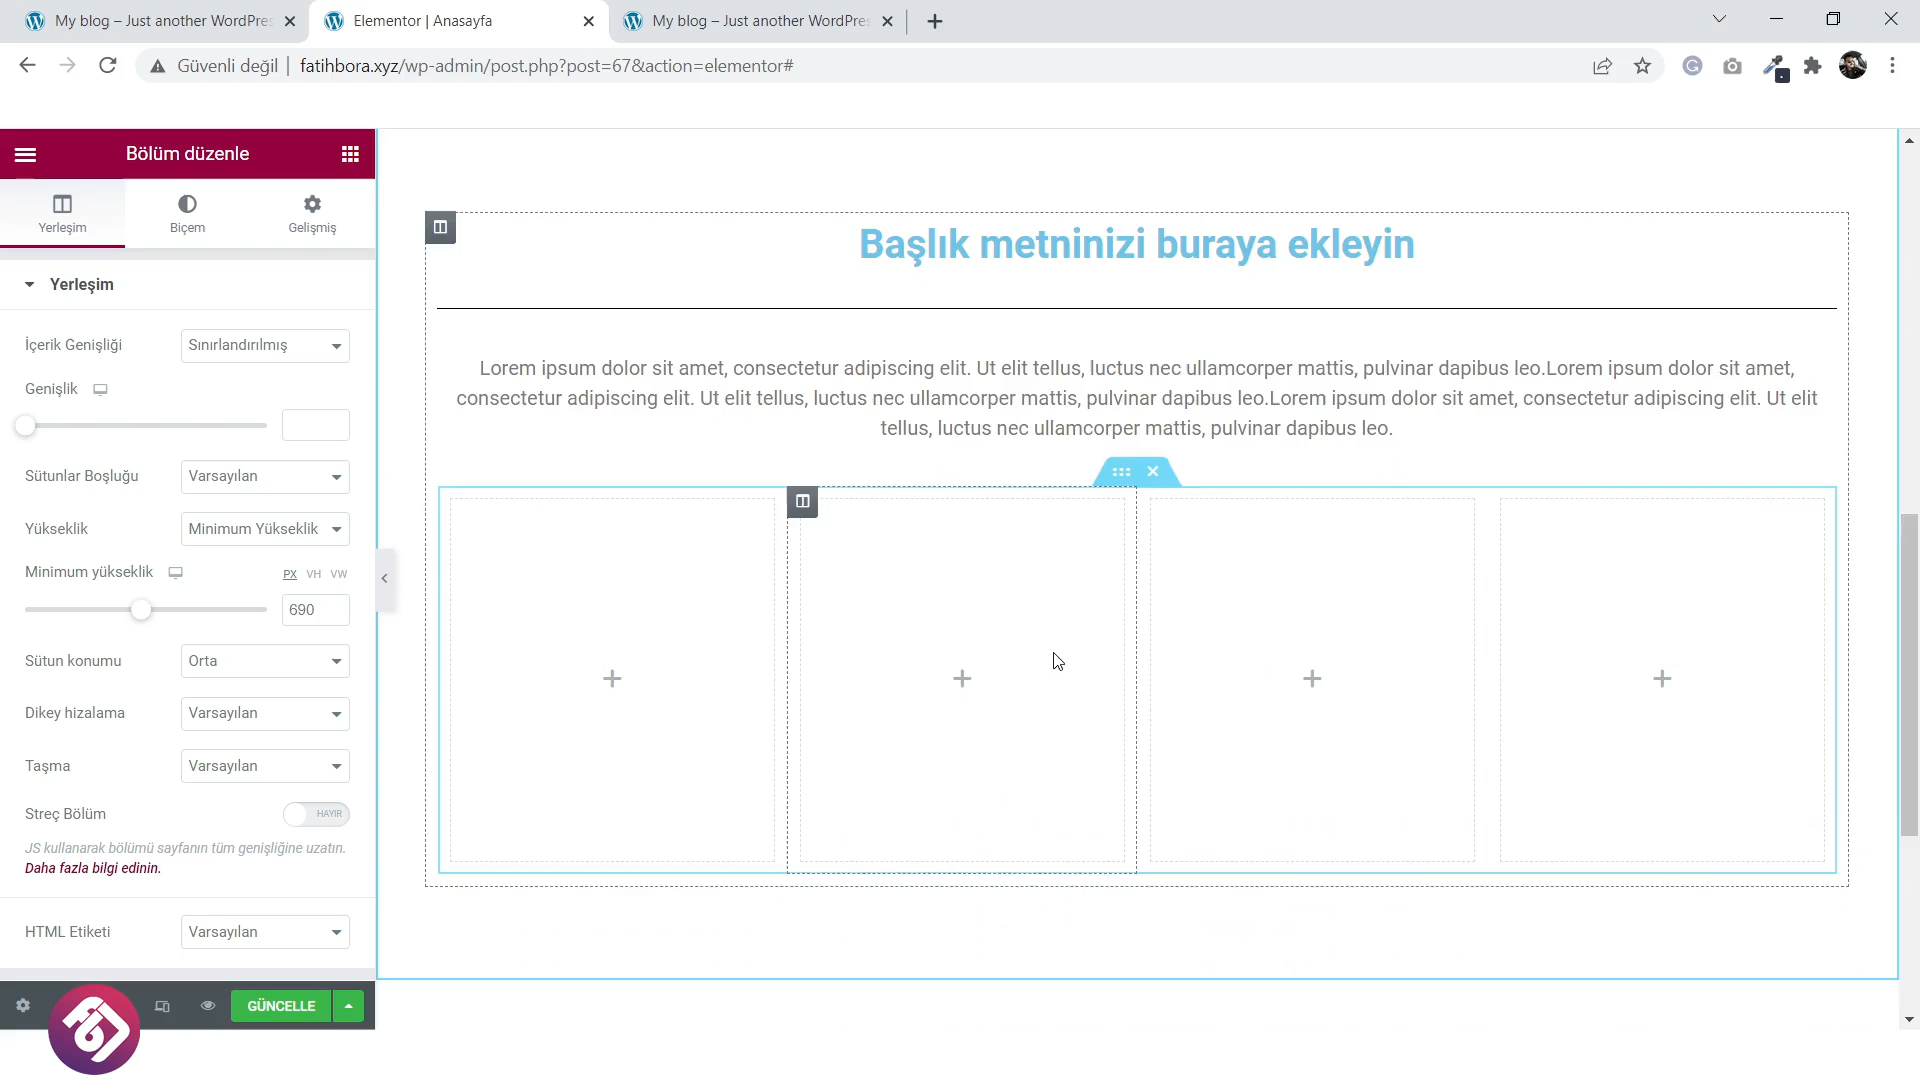 My blog – Just another WordPres
Elementor | Anasayfa
My blog – Just another WordPres
Güvenli değil | fatihbora.xyz/wp-admin/post.php?post=67&action=elementor#
Bölüm düzenle
Yerleşim
Biçem
Gelişmiş
Yerleşim
İçerik Genişliği
Sınırlandırılmış
Genişlik
Sütunlar Boşluğu
Varsayılan
Yükseklik
Minimum Yükseklik
Minimum yükseklik
PX VH VW
690
Sütun konumu
Orta
Dikey hizalama
Varsayılan
Taşma
Varsayılan
Streç Bölüm
HAYIR
JS kullanarak bölümü sayfanın tüm genişliğine uzatın.
Daha fazla bilgi edinin.
HTML Etiketi
Varsayılan
GÜNCELLE
Başlık metninizi buraya ekleyin
Lorem ipsum dolor sit amet, consectetur adipiscing elit. Ut elit tellus, luctus nec ullamcorper mattis, pulvinar dapibus leo.Lorem ipsum dolor sit amet,
consectetur adipiscing elit. Ut elit tellus, luctus nec ullamcorper mattis, pulvinar dapibus leo.Lorem ipsum dolor sit amet, consectetur adipiscing elit. Ut elit
tellus, luctus nec ullamcorper mattis, pulvinar dapibus leo.